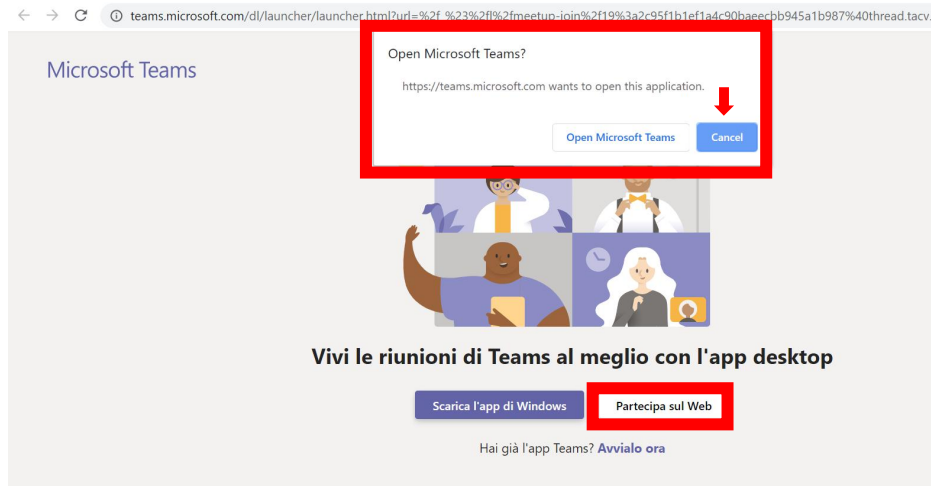 teams.microsoft.com/dl/launcher/launcher.html?url=%2f_%23%2fl%2fmeetup-join%2f19%3a2c95f1b1ef1a4c90baeecbb945a1b987%40thread.tacv
Open Microsoft Teams?
Microsoft Teams
https://teams.microsoft.com wants to open this application.
Open Microsoft Teams Cancel
Vivi le riunioni di Teams al meglio con l'app desktop
Scarica l'app di Windows Partecipa sul Web
Hai già l'app Teams? Avvialo ora